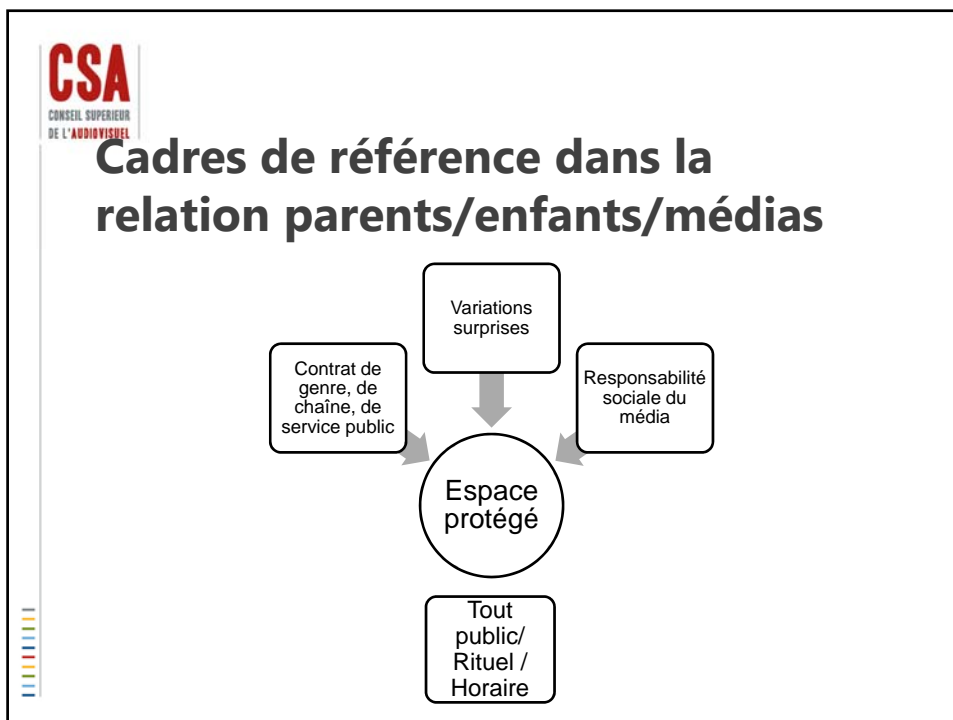 CSA
CONSEIL SUPERIEUR
DE L'AUDIOVISUEL
Cadres de référence dans la
relation parents/enfants/médias
Variations
surprises
Contrat de
genre, de
chaîne, de
service public
Responsabilité
sociale du
média
Espace
protégé
Tout
public/
Rituel /
Horaire